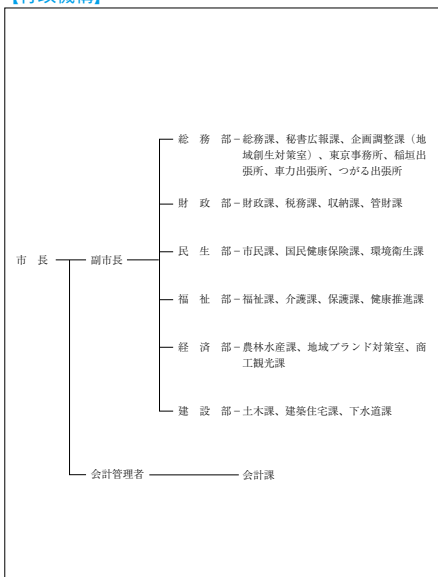 総務部－総務課、秘書広報課、企画調整課（地
域創生対策室）、東京事務所、稲垣出
張所、車力出張所、つがる出張所
財政部－財政課、税務課、収納課、管財課
民生部－市民課、国民健康保険課、環境衛生課
市長
副市長
福祉部－福祉課、介護課、保護課、健康推進課
経済部－農林水産課、地域ブランド対策室、商
工観光課
建設部－土木課、建築住宅課、下水道課
会計管理者
会計課